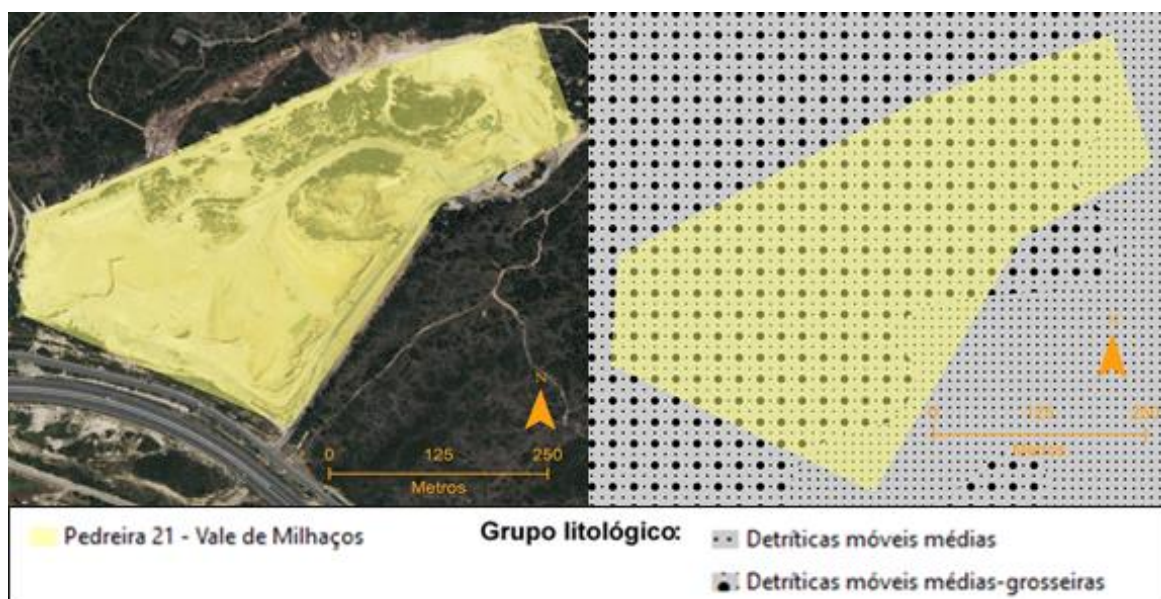 N
0 125 250
Metros
0 125 250
Metros
Pedreira 21 - Vale de Milhaços
Grupo litológico:
Detríticas móveis médias
Detríticas móveis médias-grosseiras